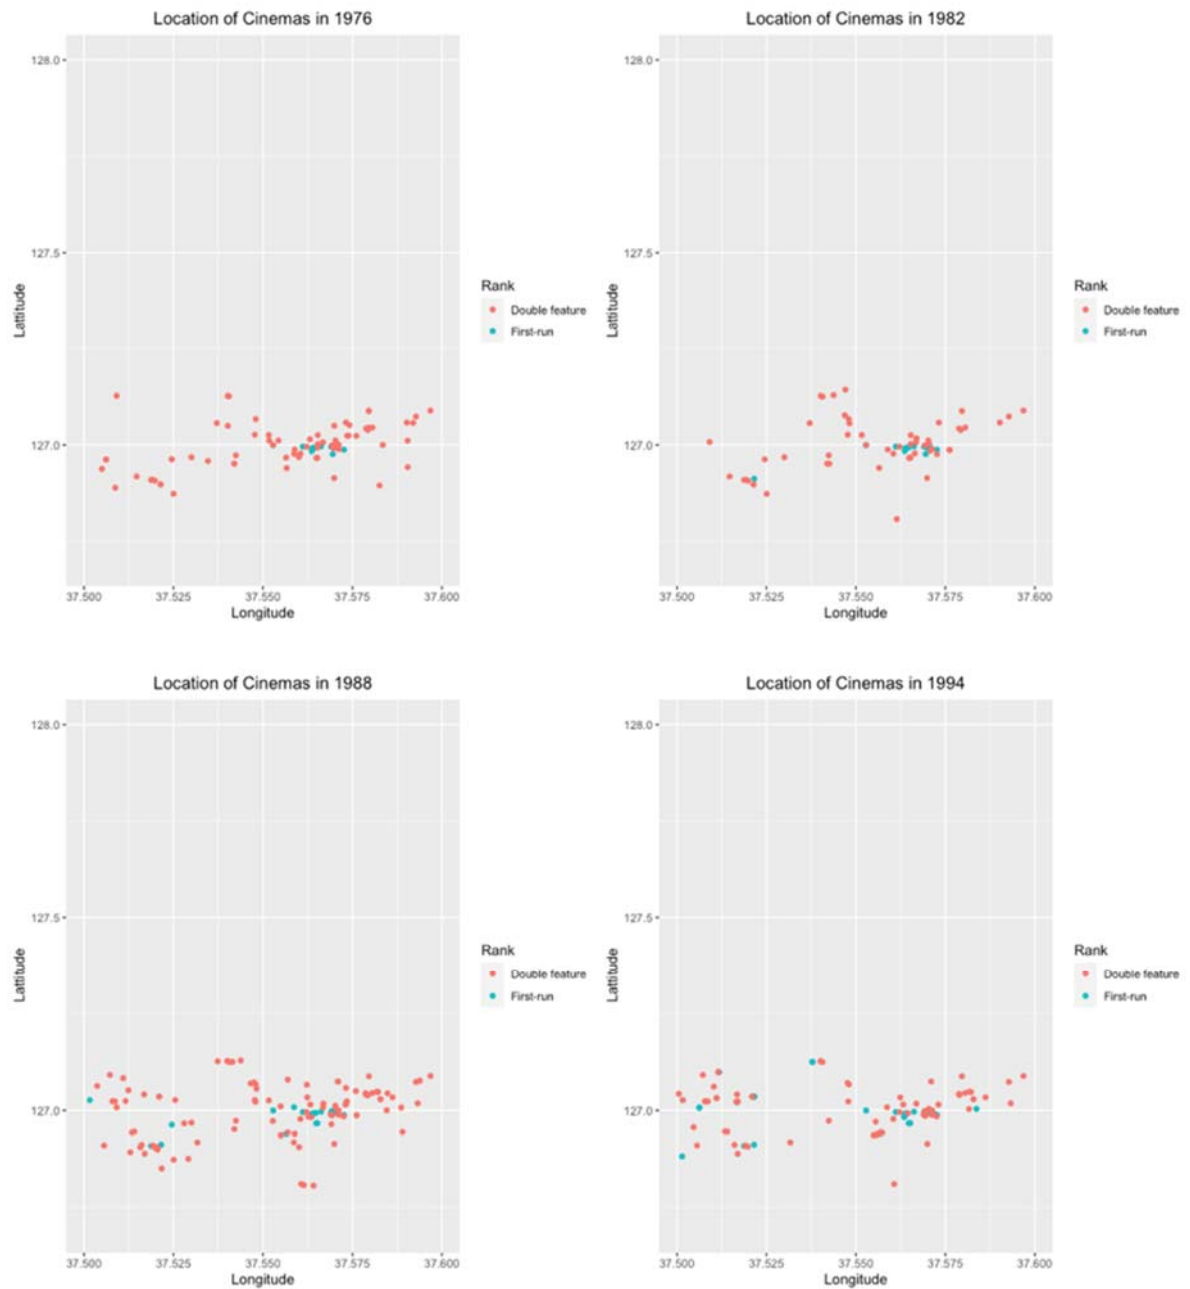 Location of Cinemas in 1976
128.0
127.5
127.0
Lattitude
37.500 37.525 37.550 37.575 37.600
Longitude
Rank
Double feature
First-run
Location of Cinemas in 1982
128.0
127.5
127.0
Lattitude
37.500 37.525 37.550 37.575 37.600
Longitude
Rank
Double feature
First-run
Location of Cinemas in 1988
128.0
127.5
127.0
Lattitude
37.500 37.525 37.550 37.575 37.600
Longitude
Rank
Double feature
First-run
Location of Cinemas in 1994
128.0
127.5
127.0
Lattitude
37.500 37.525 37.550 37.575 37.600
Longitude
Rank
Double feature
First-run